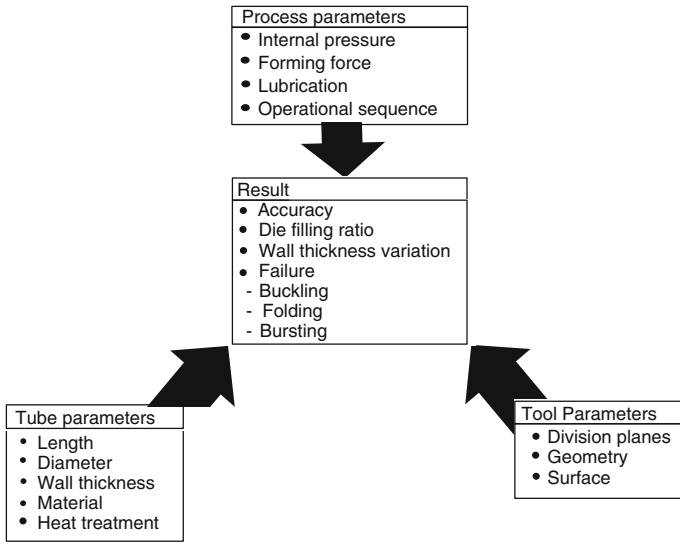 Process parameters
• Internal pressure
• Forming force
• Lubrication
• Operational sequence
Result
• Accuracy
• Die filling ratio
• Wall thickness variation
• Failure
- Buckling
- Folding
- Bursting
Tube parameters
• Length
• Diameter
• Wall thickness
• Material
• Heat treatment
Tool Parameters
• Division planes
• Geometry
• Surface